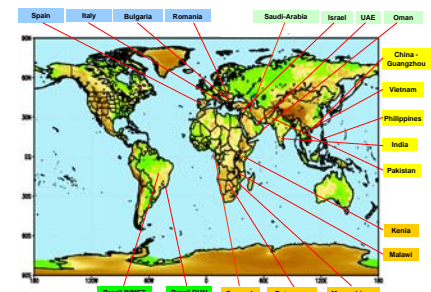 Spain
Italy
Bulgaria
Romania
Saudi-Arabia
Israel
UAE
Oman
China -
Guangzhou
Vietnam
Philippines
India
Pakistan
Kenia
Malawi
90N
60N
30N
EQ
30S
60S
90S
180
120W
60W
0
60E
120E
180